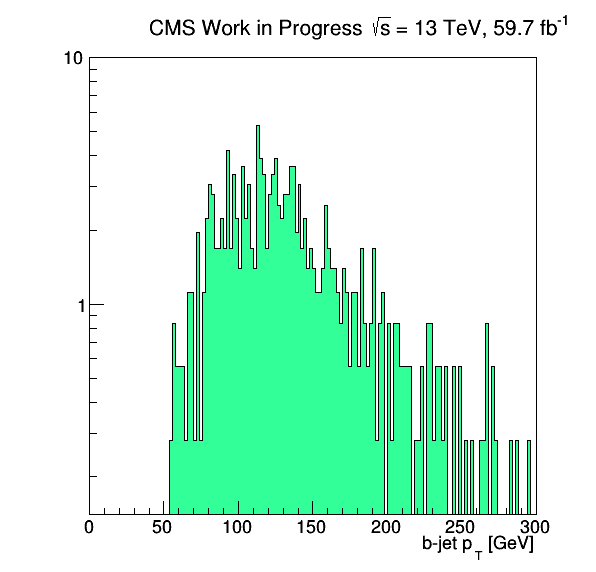 CMS Work in Progress √s = 13 TeV, 59.7 fb⁻¹
10
1
0 50 100 150 200 250 300
b-jet p_T [GeV]